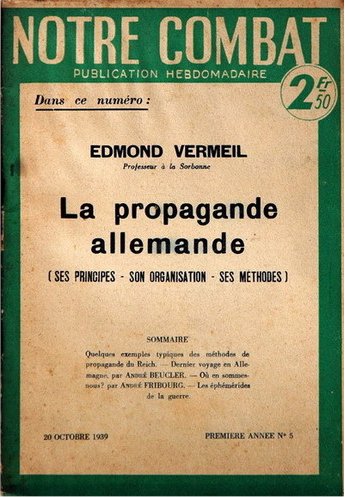 NOTRE COMBAT
PUBLICATION HEBDOMADAIRE
2 Fr 50
Dans ce numéro :
EDMOND VERMEIL
Professeur à la Sorbonne
La propagande
allemande
( SES PRINCIPES - SON ORGANISATION - SES MÉTHODES )
SOMMAIRE
Quelques exemples typiques des méthodes de
propagande du Reich. — Dernier voyage en Alle-
magne, par ANDRÉ BEUCLER. — Où en sommes-
nous? par ANDRÉ FRIBOURG. — Les éphémérides
de la guerre.
20 OCTOBRE 1939
PREMIERE ANNEE N° 5